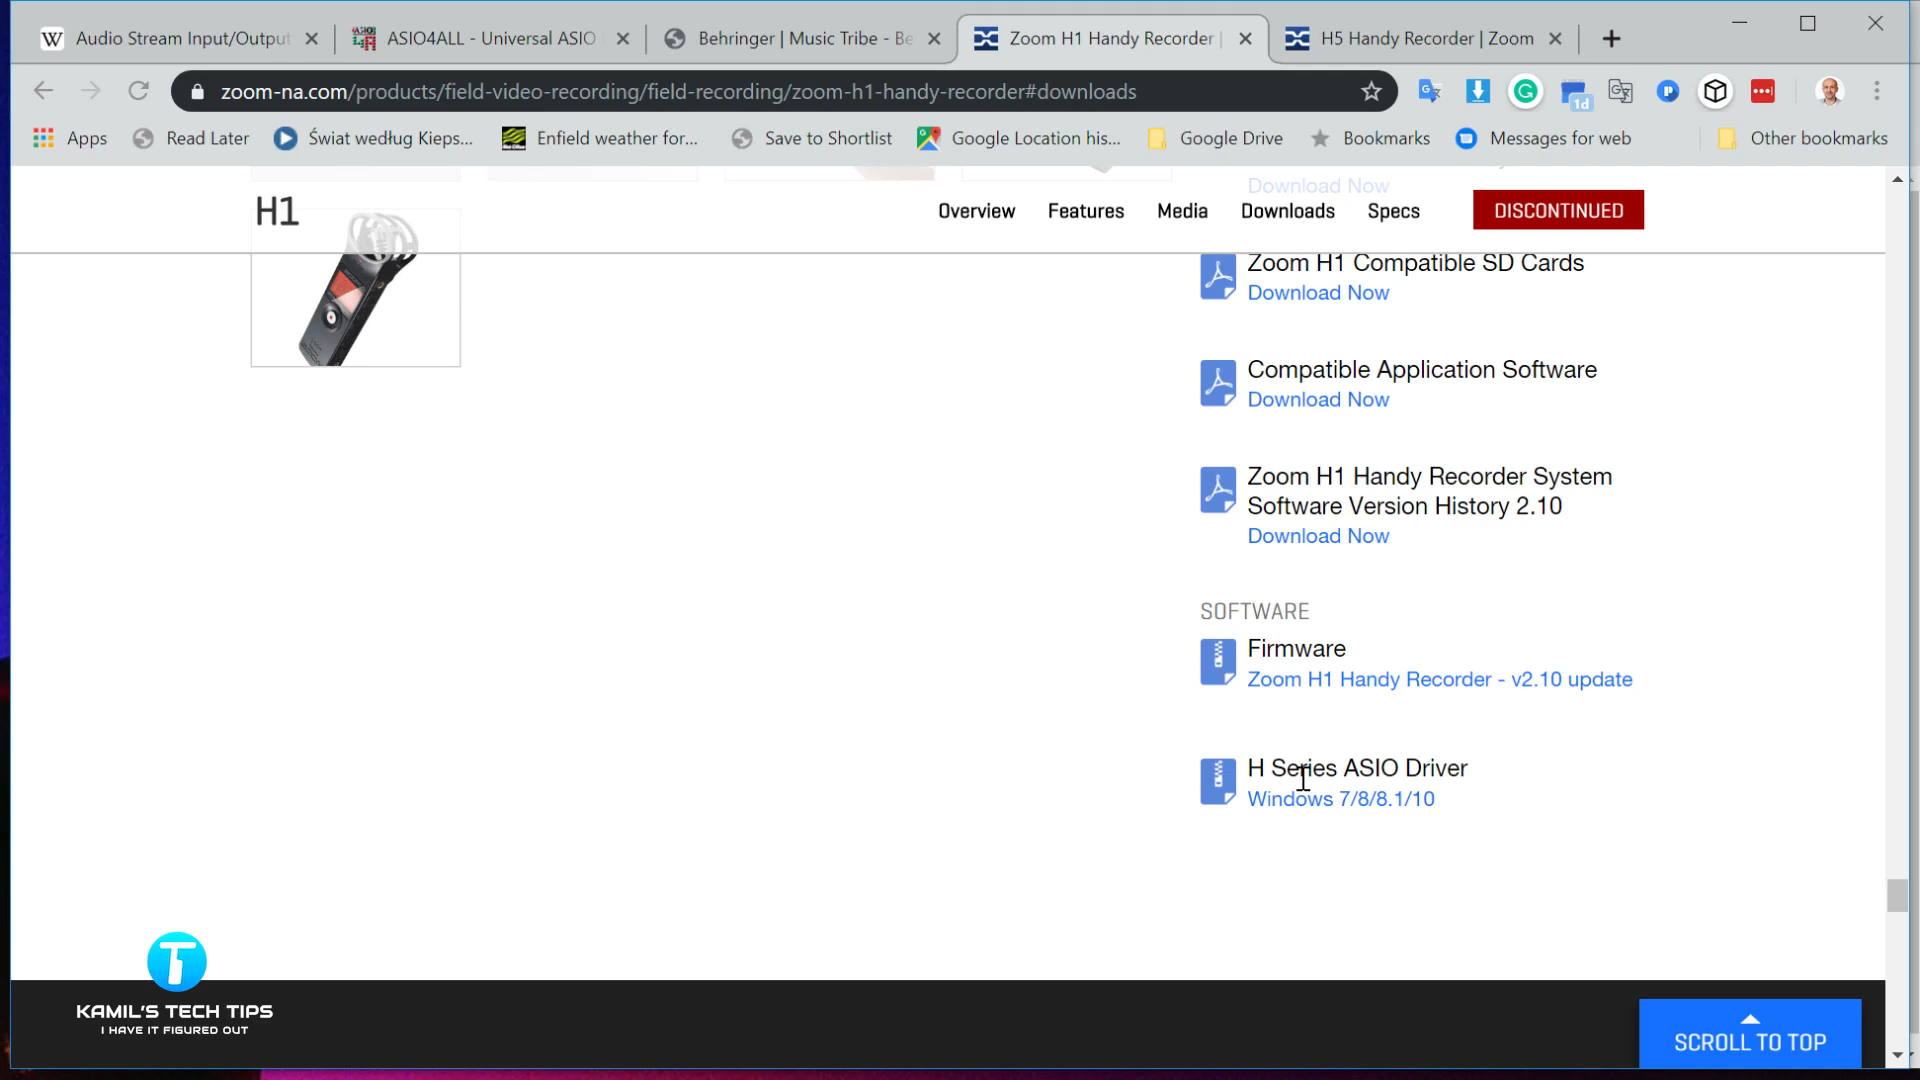 Audio Stream Input/Output
ASIO4ALL - Universal ASIO
Behringer | Music Tribe - Be
Zoom H1 Handy Recorder |
H5 Handy Recorder | Zoom
zoom-na.com/products/field-video-recording/field-recording/zoom-h1-handy-recorder#downloads
1d
Apps
Read Later
Świat według Kieps...
Enfield weather for...
Save to Shortlist
Google Location his...
Google Drive
Bookmarks
Messages for web
Other bookmarks
Download Now
H1
Overview
Features
Media
Downloads
Specs
DISCONTINUED
Zoom H1 Compatible SD Cards
Download Now
Compatible Application Software
Download Now
Zoom H1 Handy Recorder System
Software Version History 2.10
Download Now
SOFTWARE
Firmware
Zoom H1 Handy Recorder - v2.10 update
H Series ASIO Driver
Windows 7/8/8.1/10
KAMIL'S TECH TIPS
I HAVE IT FIGURED OUT
SCROLL TO TOP